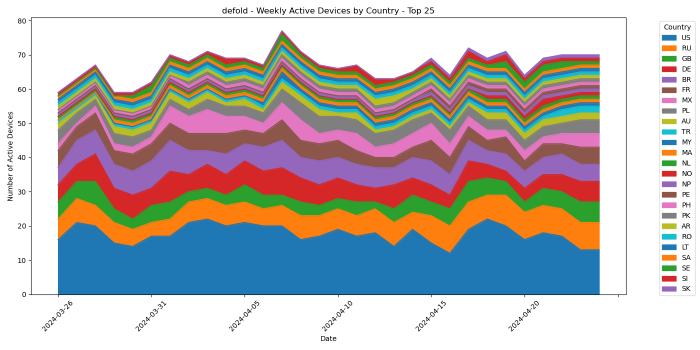 defold - Weekly Active Devices by Country - Top 25
Number of Active Devices
80
70
60
50
40
30
20
10
0
2024-03-26
2024-03-31
2024-04-05
2024-04-10
2024-04-15
2024-04-20
Date
Country
US
RU
GB
DE
BR
FR
MX
PL
AU
TR
MY
MA
NL
NO
NP
PE
PH
PK
AR
RO
LT
SA
SE
SI
SK